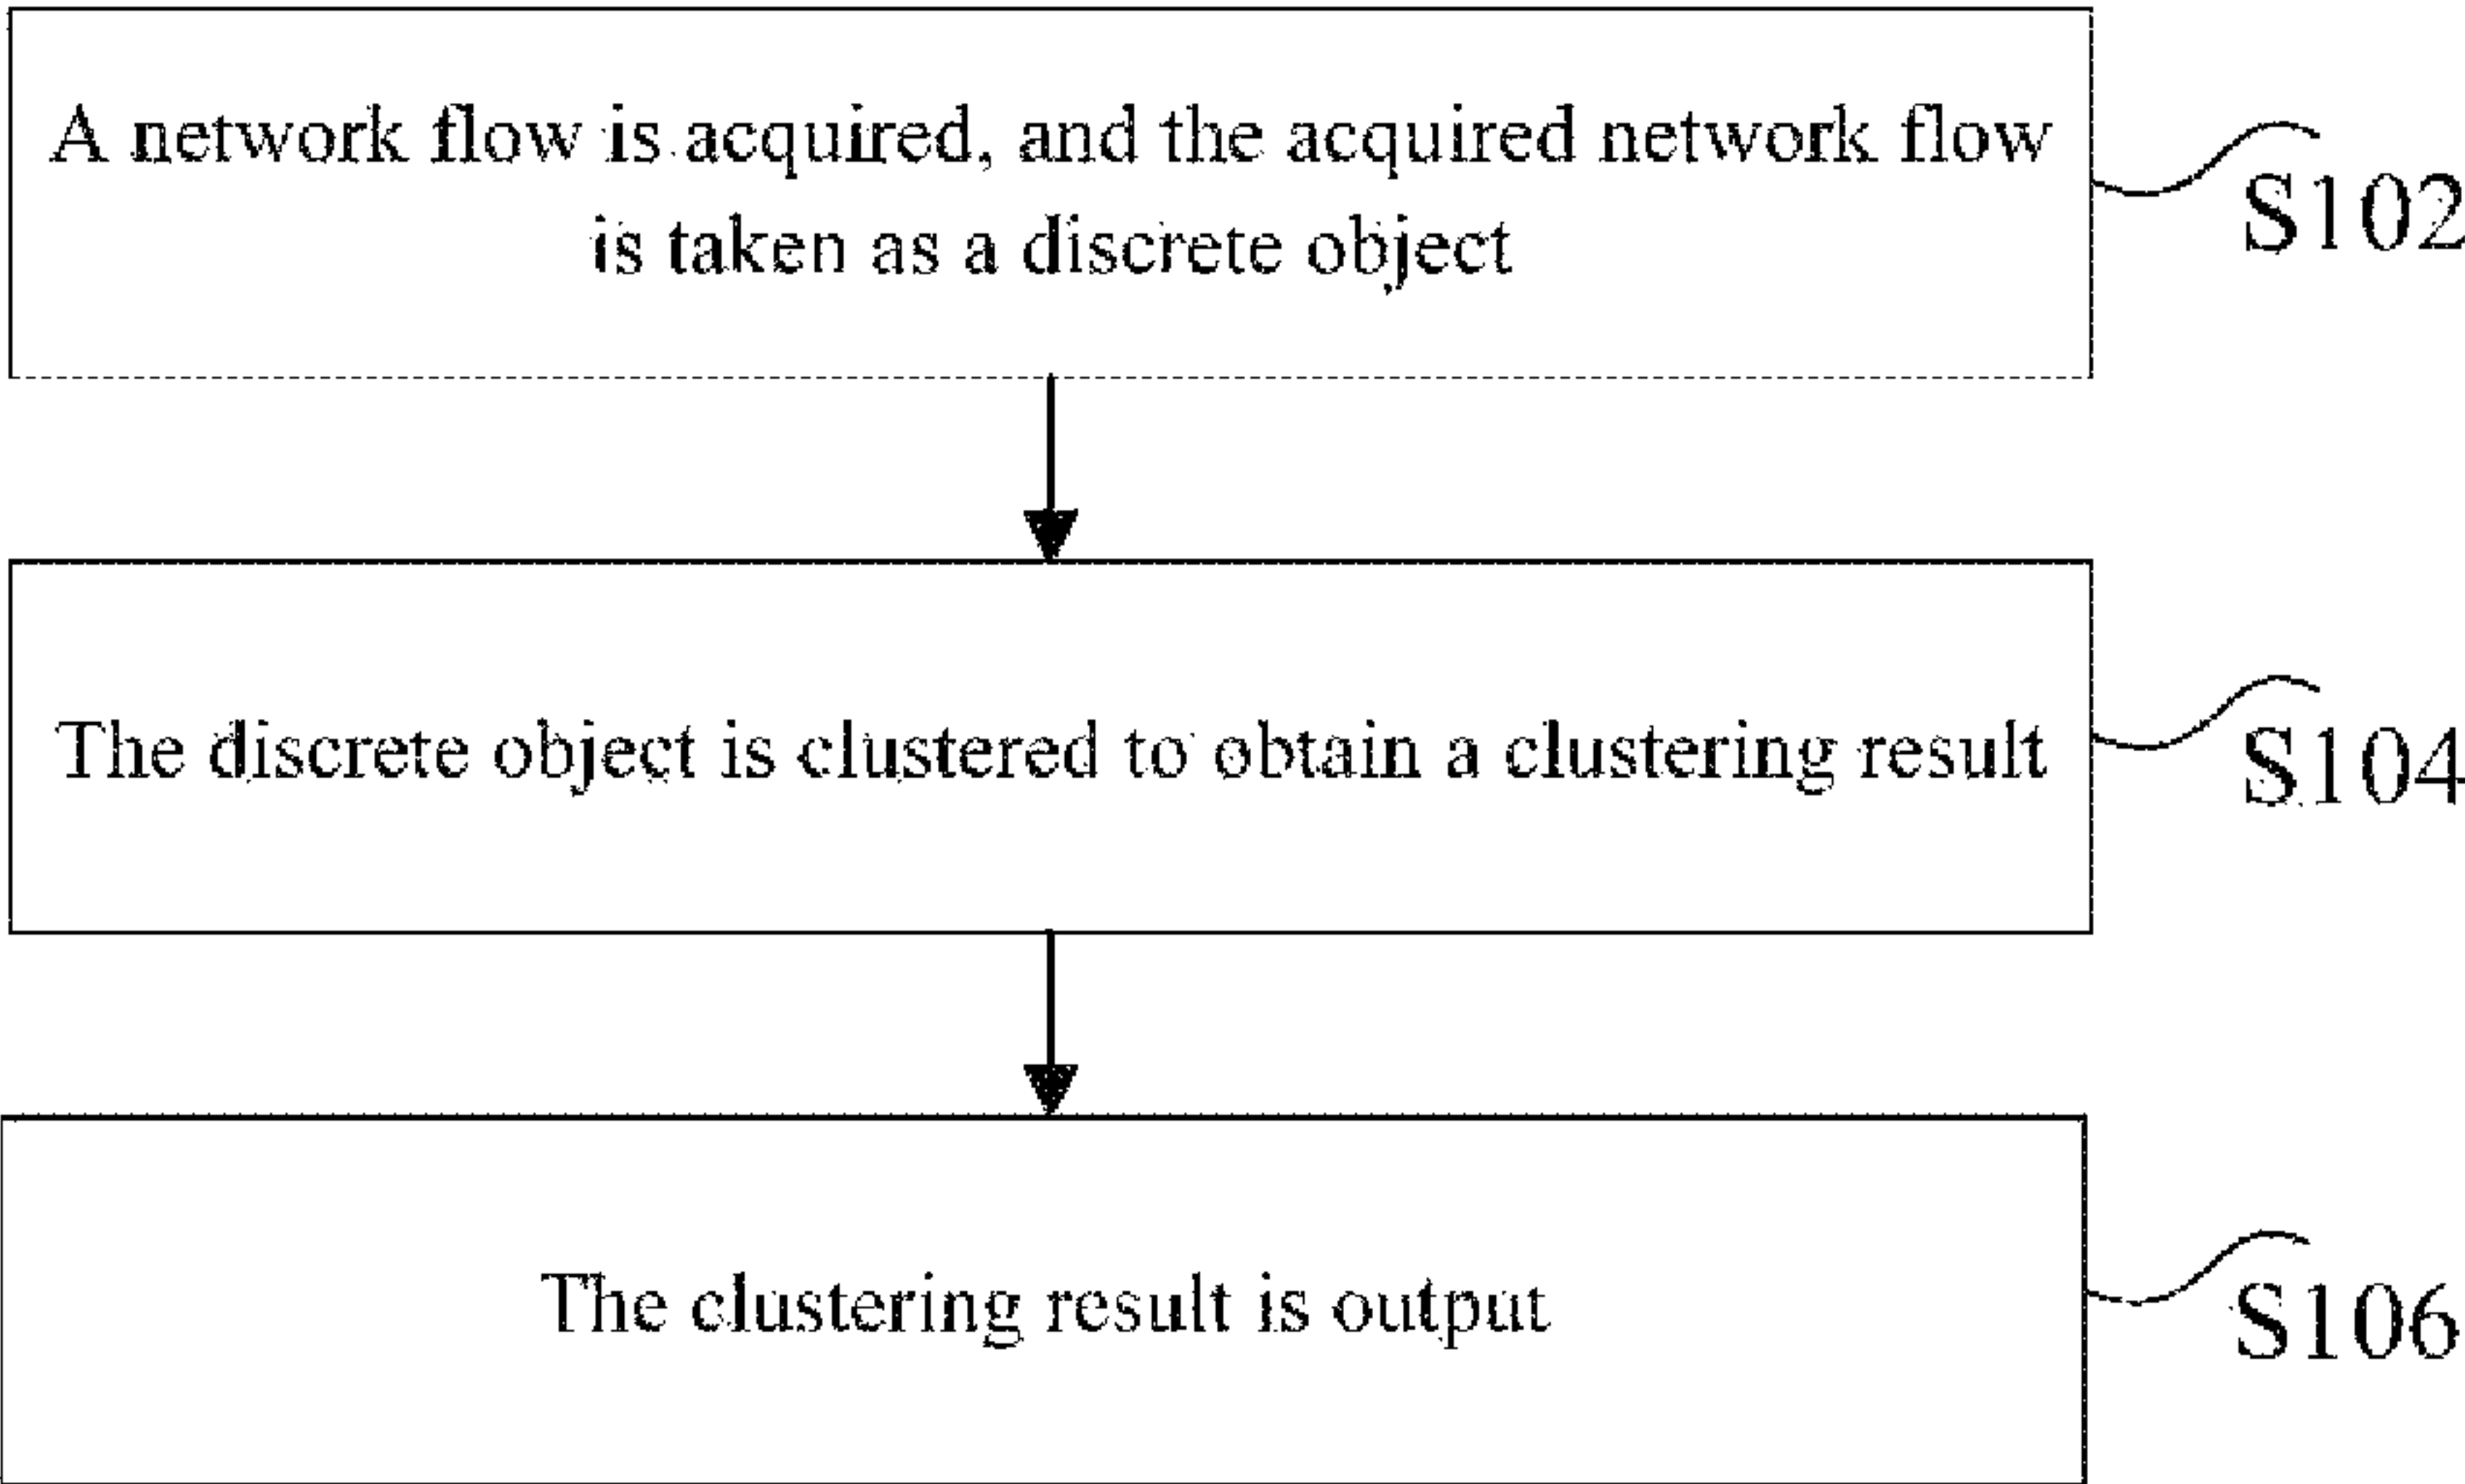 A network flow is acquired, and the acquired network flow
is taken as a discrete object
S102
The discrete object is clustered to obtain a clustering result
S104
The clustering result is output
S106